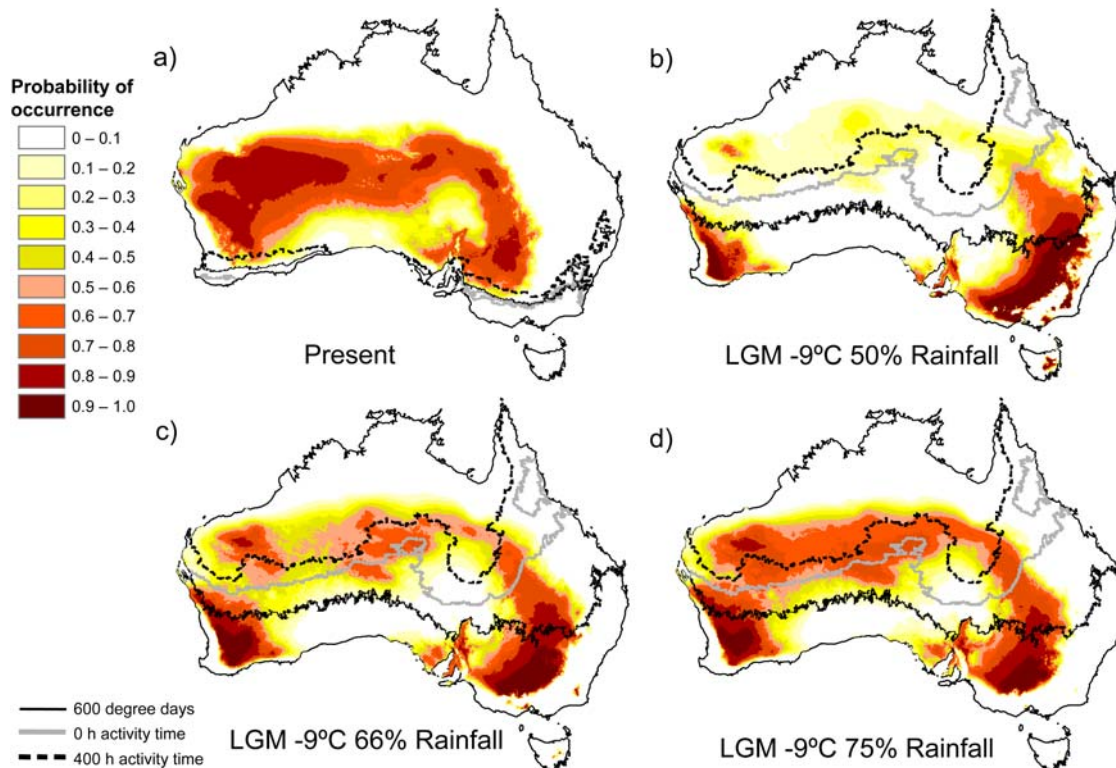 a)
b)
Probability of
occurrence
0 – 0.1
0.1 – 0.2
0.2 – 0.3
0.3 – 0.4
0.4 – 0.5
0.5 – 0.6
0.6 – 0.7
0.7 – 0.8
0.8 – 0.9
0.9 – 1.0
Present
LGM -9ºC 50% Rainfall
c)
d)
600 degree days
0 h activity time
400 h activity time
LGM -9ºC 66% Rainfall
LGM -9ºC 75% Rainfall